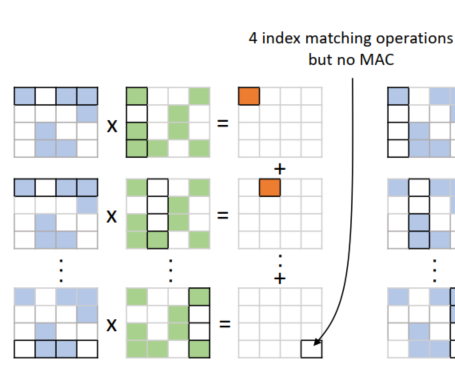 4 index matching operations
but no MAC
X
=
+
X
=
⋮
⋮
⋮
+
⋮
X
=